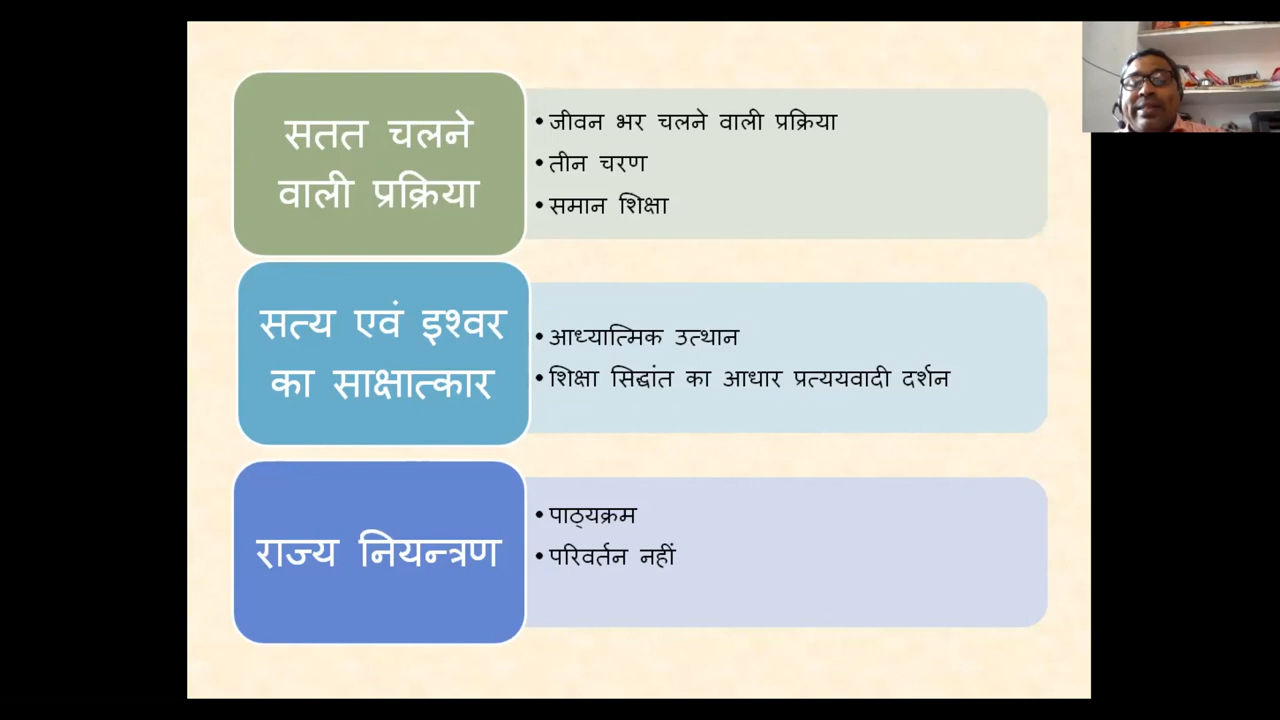 सतत चलने
वाली प्रक्रिया
• जीवन भर चलने वाली प्रक्रिया
• तीन चरण
• समान शिक्षा
सत्य एवं इश्वर
का साक्षात्कार
• आध्यात्मिक उत्थान
• शिक्षा सिद्धांत का आधार प्रत्ययवादी दर्शन
राज्य नियन्त्रण
• पाठ्यक्रम
• परिवर्तन नहीं